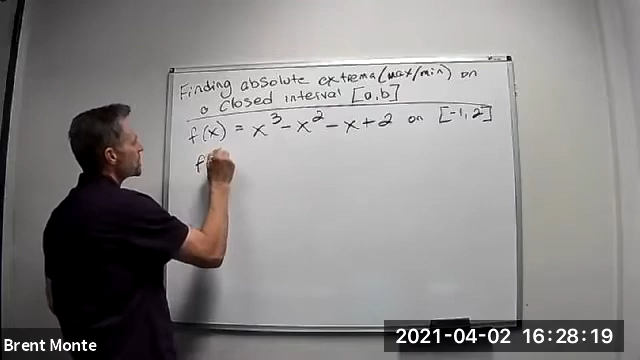 Finding absolute extrema (max/min) on
a Closed interval [a,b]
f(x) = x³ - x² - x + 2 on [-1, 2]
f
Brent Monte
2021-04-02 16:28:19